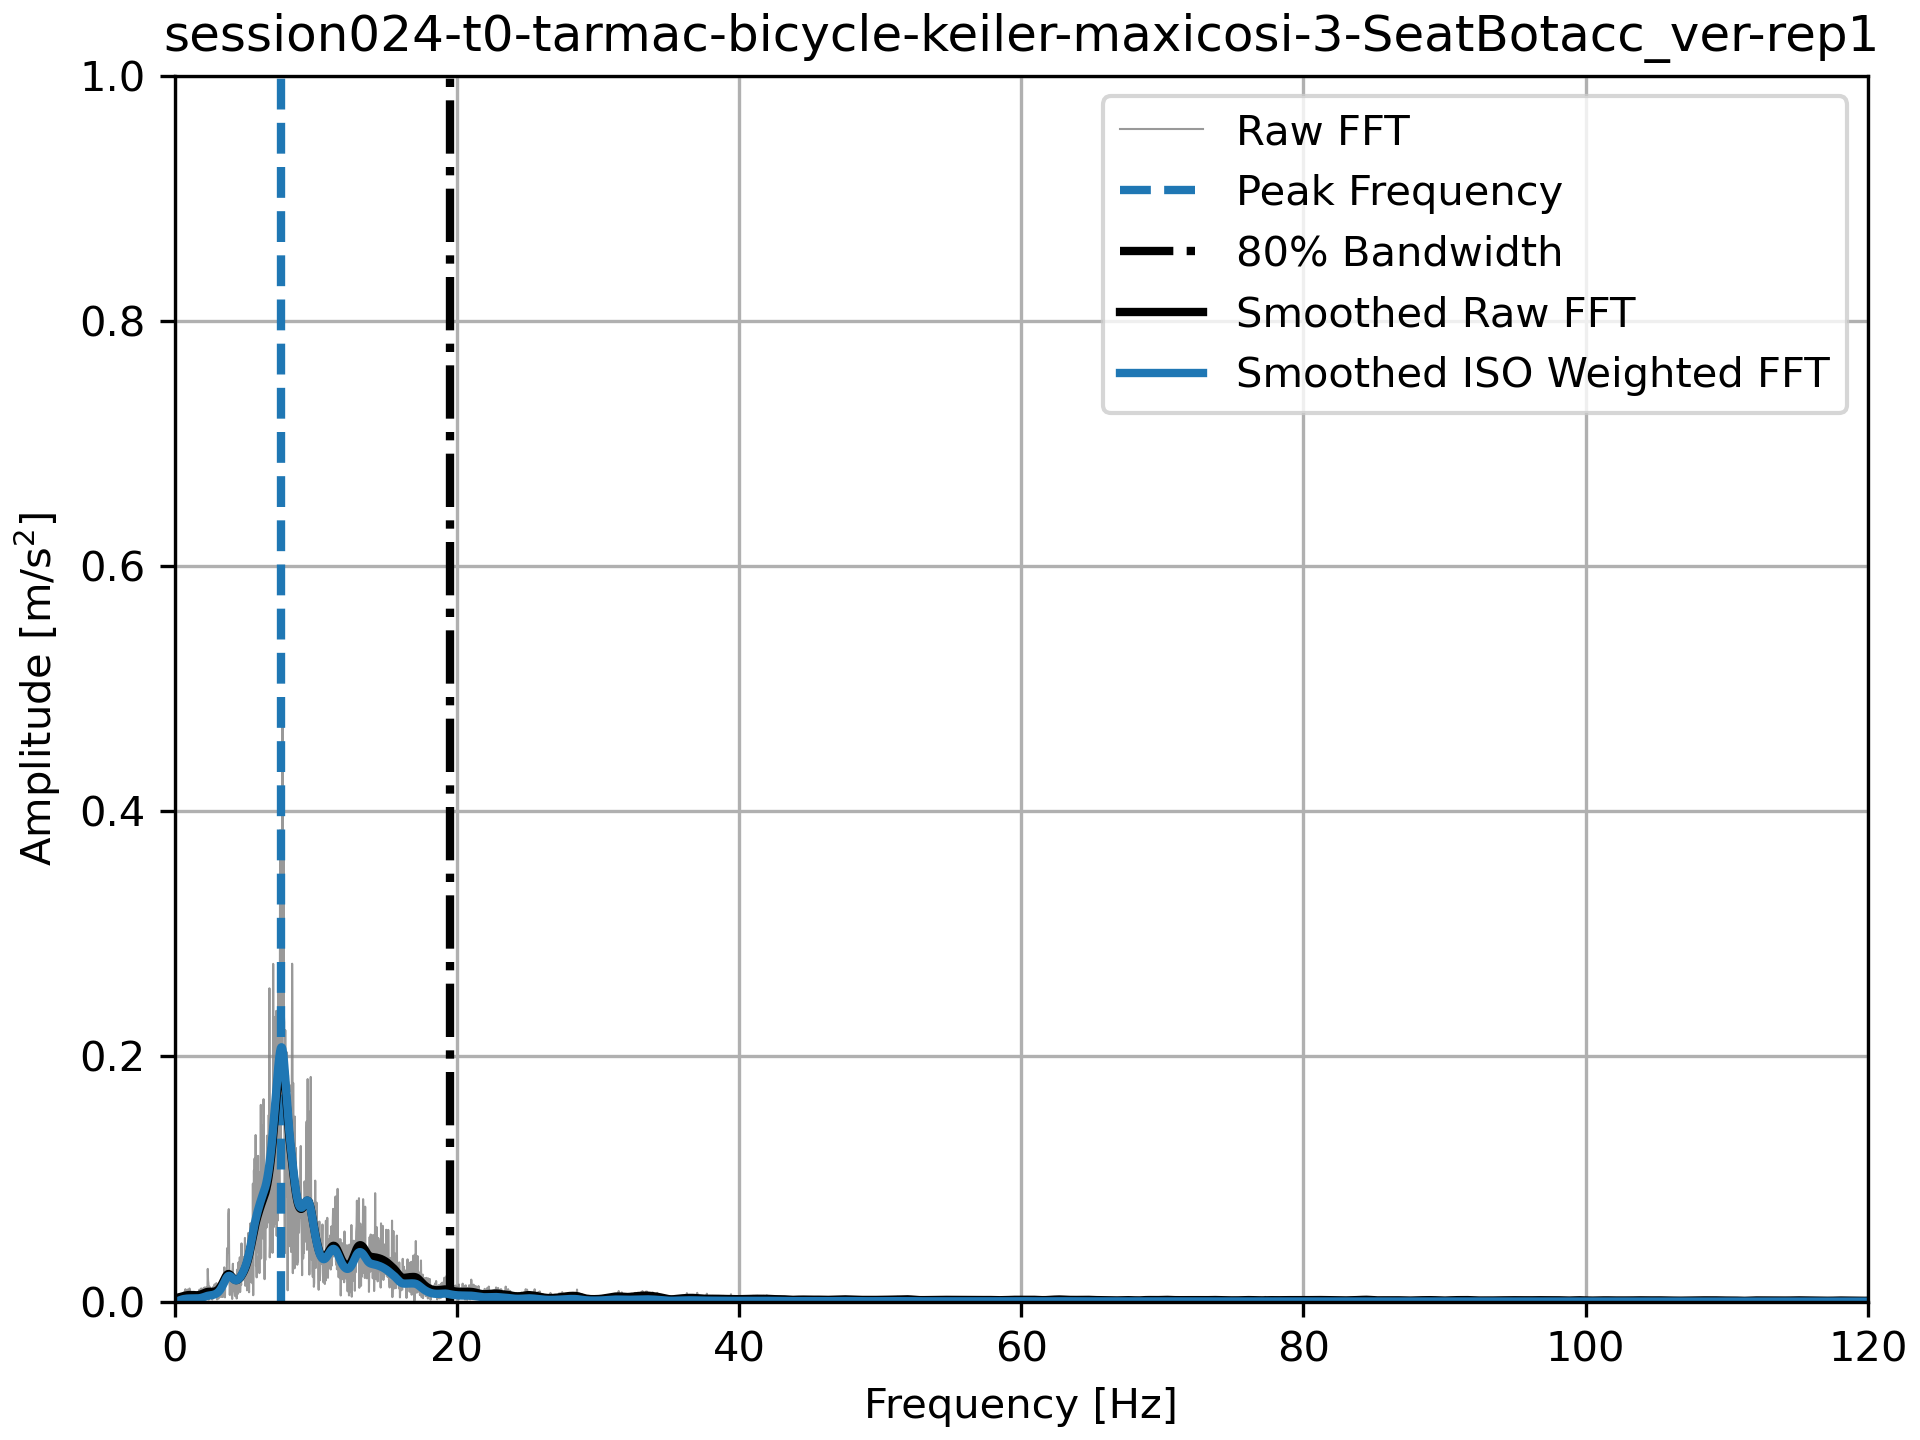 session024-t0-tarmac-bicycle-keiler-maxicosi-3-SeatBotacc_ver-rep1
1.0
0.8
0.6
0.4
0.2
0.0
Amplitude [m/s²]
Raw FFT
Peak Frequency
80% Bandwidth
Smoothed Raw FFT
Smoothed ISO Weighted FFT
0 20 40 60 80 100 120
Frequency [Hz]